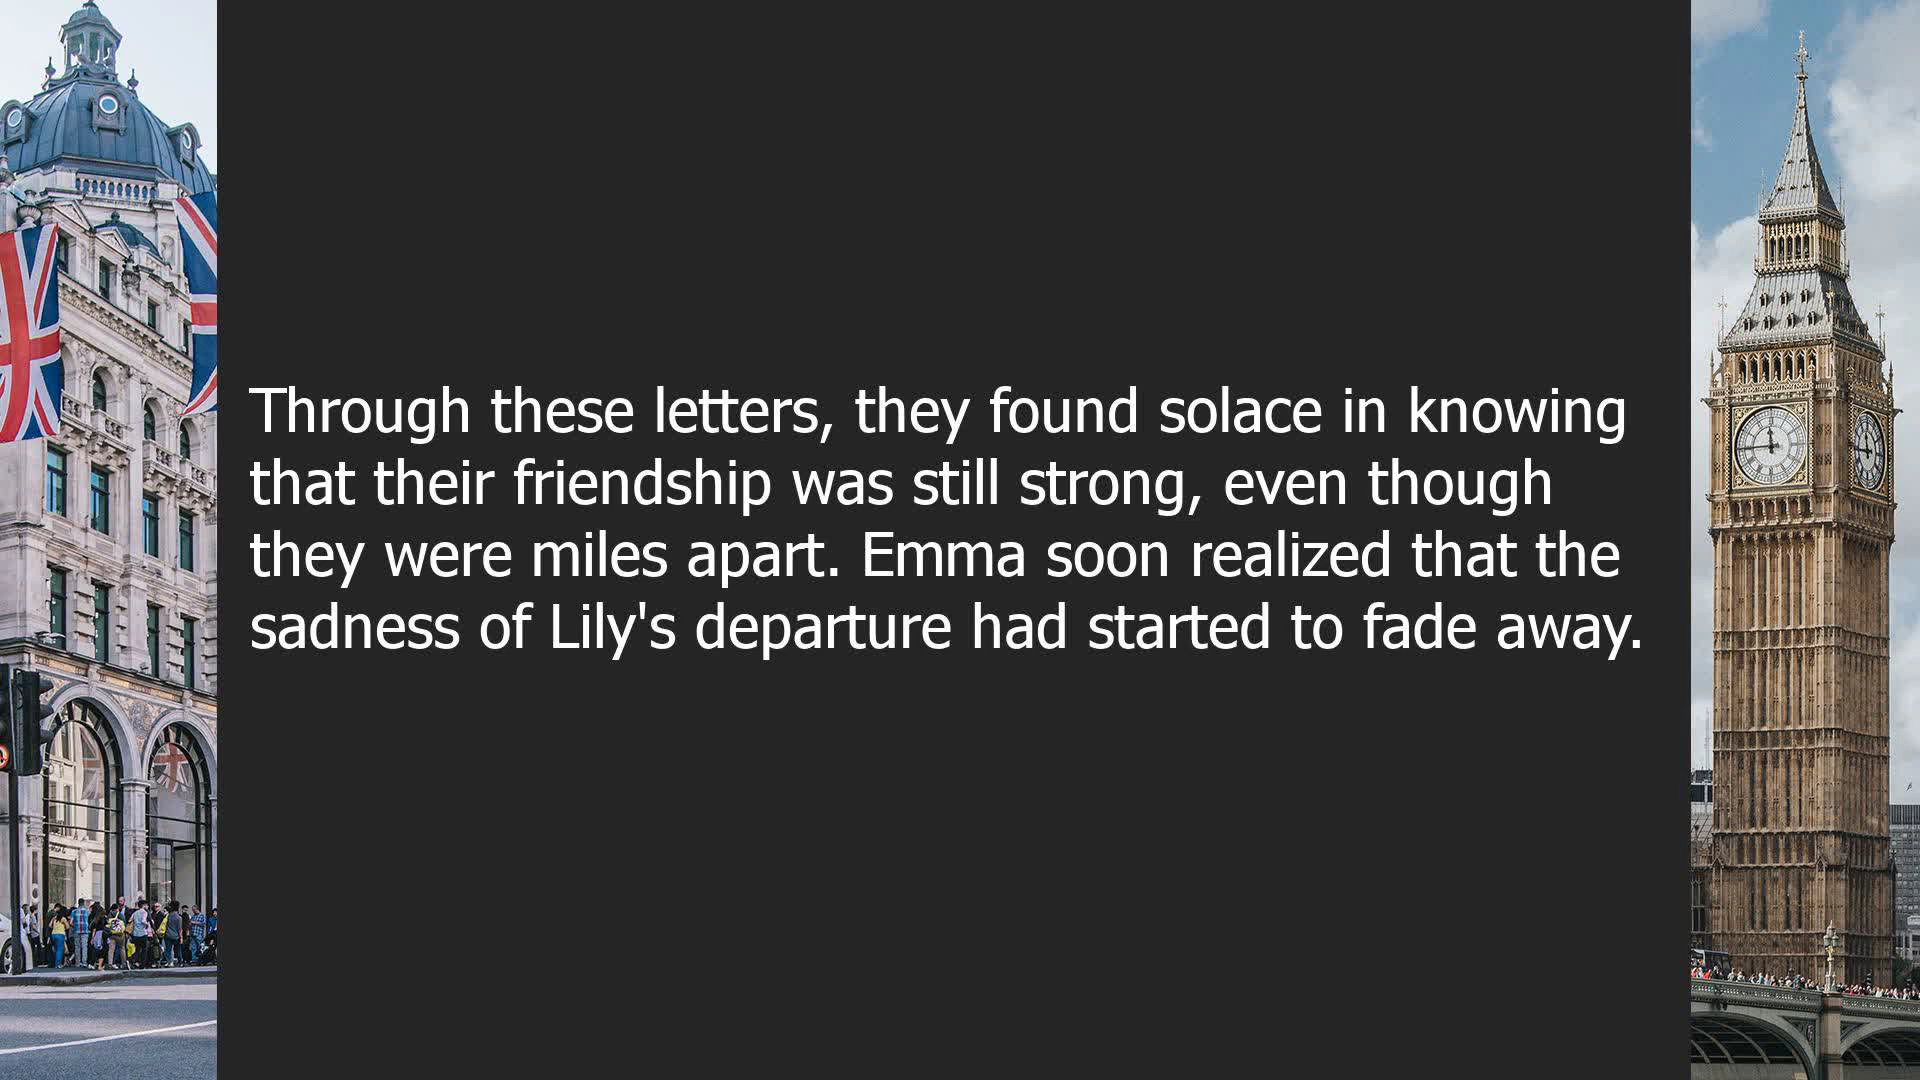 Through these letters, they found solace in knowing
that their friendship was still strong, even though
they were miles apart. Emma soon realized that the
sadness of Lily's departure had started to fade away.